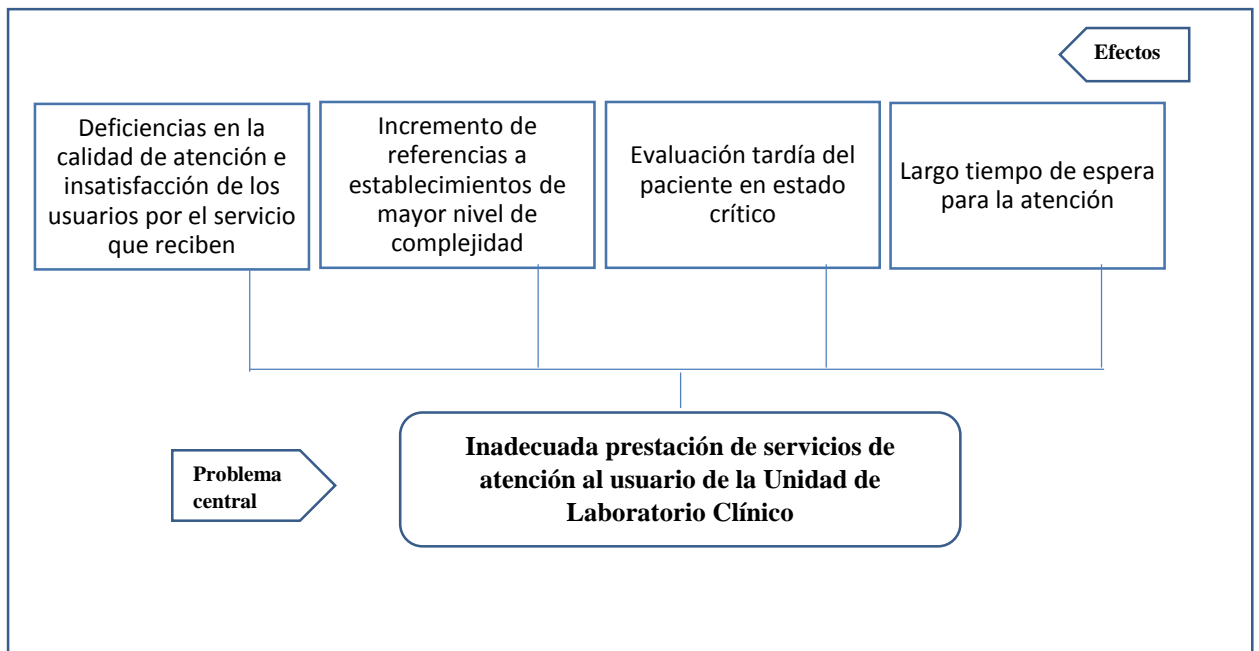 Efectos
Deficiencias en la
calidad de atención e
insatisfacción de los
usuarios por el servicio
que reciben
Incremento de
referencias a
establecimientos de
mayor nivel de
complejidad
Evaluación tardía del
paciente en estado
crítico
Largo tiempo de espera
para la atención
Problema
central
Inadecuada prestación de servicios de
atención al usuario de la Unidad de
Laboratorio Clínico